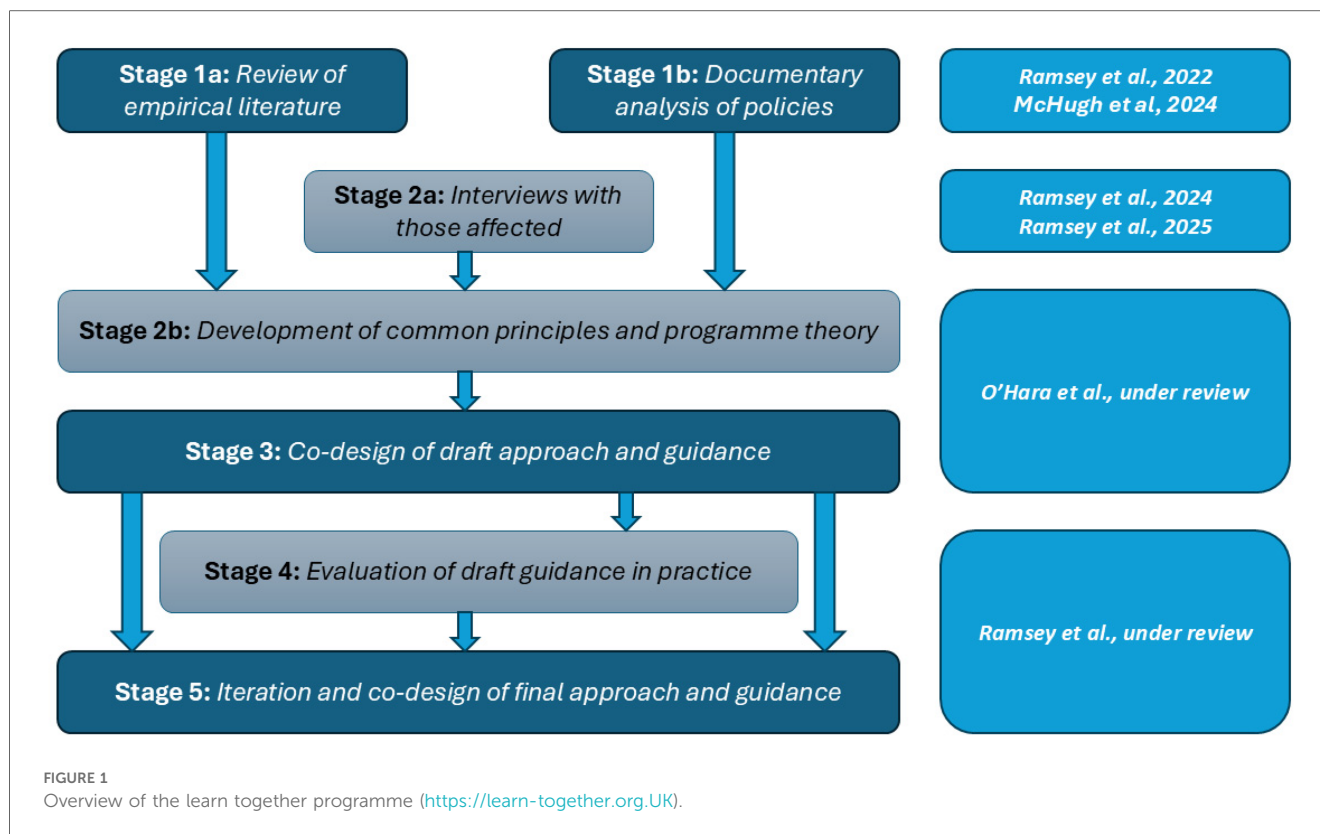 Stage 1a: Review of
empirical literature
Stage 1b: Documentary
analysis of policies
Ramsey et al., 2022
McHugh et al, 2024
Stage 2a: Interviews with
those affected
Ramsey et al., 2024
Ramsey et al., 2025
Stage 2b: Development of common principles and programme theory
O'Hara et al., under review
Stage 3: Co-design of draft approach and guidance
Stage 4: Evaluation of draft guidance in practice
Ramsey et al., under review
Stage 5: Iteration and co-design of final approach and guidance
FIGURE 1
Overview of the learn together programme (https://learn-together.org.UK).